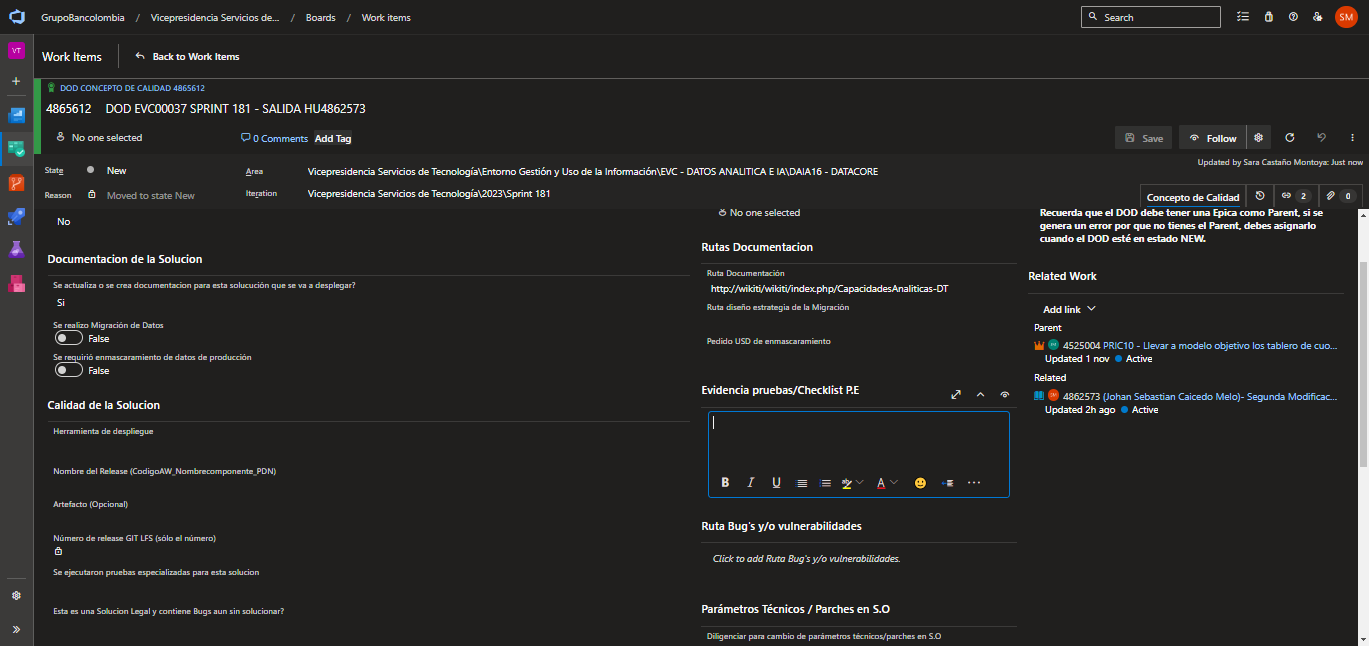 GrupoBancolombia / Vicepresidencia Servicios de... / Boards / Work items
Search
SM
VT
Work Items
Back to Work Items
DOD CONCEPTO DE CALIDAD 4865612
4865612 DOD EVC00037 SPRINT 181 - SALIDA HU4862573
No one selected
0 Comments
Add Tag
Save
Follow
Updated by Sara Castaño Montoya: Just now
State
New
Reason
Moved to state New
Area
Vicepresidencia Servicios de Tecnología\Entorno Gestión y Uso de la Información\EVC - DATOS ANALITICA E IA\DAIA16 - DATACORE
Iteration
Vicepresidencia Servicios de Tecnología\2023\Sprint 181
Concepto de Calidad
2
0
No
Documentacion de la Solucion
Se actualiza o se crea documentacion para esta solucución que se va a desplegar?
Si
Se realizo Migración de Datos
False
Se requirió enmascaramiento de datos de producción
False
Calidad de la Solucion
Herramienta de despliegue
Nombre del Release (CodigoAW_Nombrecomponente_PDN)
Artefacto (Opcional)
Número de release GIT LFS (sólo el número)
Se ejecutaron pruebas especializadas para esta solucion
Esta es una Solucion Legal y contiene Bugs aun sin solucionar?
No one selected
Rutas Documentacion
Ruta Documentación
http://wikiti/wikiti/index.php/CapacidadesAnaliticas-DT
Ruta diseño estrategia de la Migración
Pedido USD de enmascaramiento
Evidencia pruebas/Checklist P.E
B I U
A
Ruta Bug's y/o vulnerabilidades
Click to add Ruta Bug's y/o vulnerabilidades.
Parámetros Técnicos / Parches en S.O
Diligenciar para cambio de parámetros técnicos/parches en S.O
Recuerda que el DOD debe tener una Epica como Parent, si se
genera un error por que no tienes el Parent, debes asignarlo
cuando el DOD esté en estado NEW.
Related Work
Add link
Parent
4525004 PRIC10 - Llevar a modelo objetivo los tablero de cuo...
Updated 1 nov Active
Related
4862573 (Johan Sebastian Caicedo Melo)- Segunda Modificac...
Updated 2h ago Active